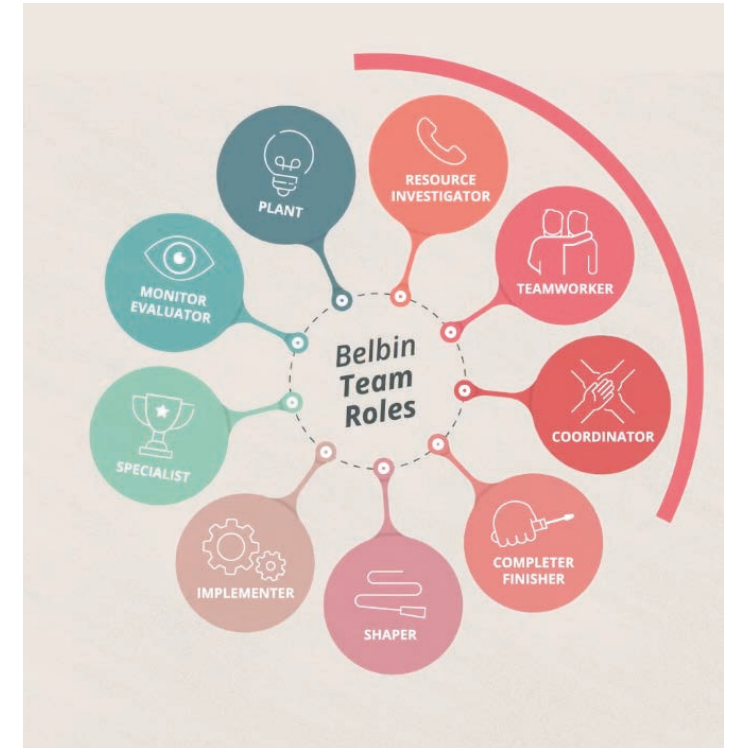 Belbin
Team
Roles
PLANT
RESOURCE
INVESTIGATOR
TEAMWORKER
COORDINATOR
COMPLETER
FINISHER
SHAPER
IMPLEMENTER
SPECIALIST
MONITOR
EVALUATOR